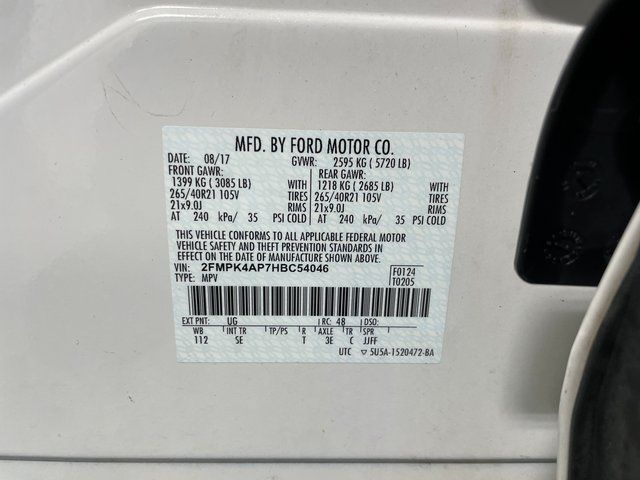 MFD. BY FORD MOTOR CO.
DATE: 08/17 GVWR: 2595 KG ( 5720 LB)
FRONT GAWR: REAR GAWR:
1399 KG ( 3085 LB) WITH 1218 KG ( 2685 LB) WITH
265/40R21 105V TIRES 265/40R21 105V TIRES
21x9.0J RIMS 21x9.0J RIMS
AT 240 kPa/ 35 PSI COLD AT 240 kPa/ 35 PSI COLD
THIS VEHICLE CONFORMS TO ALL APPLICABLE FEDERAL MOTOR
VEHICLE SAFETY AND THEFT PREVENTION STANDARDS IN
EFFECT ON THE DATE OF MANUFACTURE SHOWN ABOVE.
VIN: 2FMPK4AP7HBC54046 F0124
TYPE: MPV T0205
EXT PNT: UG RC: 48 DSO:
WB INT TR TP/PS R AXLE TR SPR
112 SE T 3E C JJFF
UTC ▽ 5U5A-1520472-BA